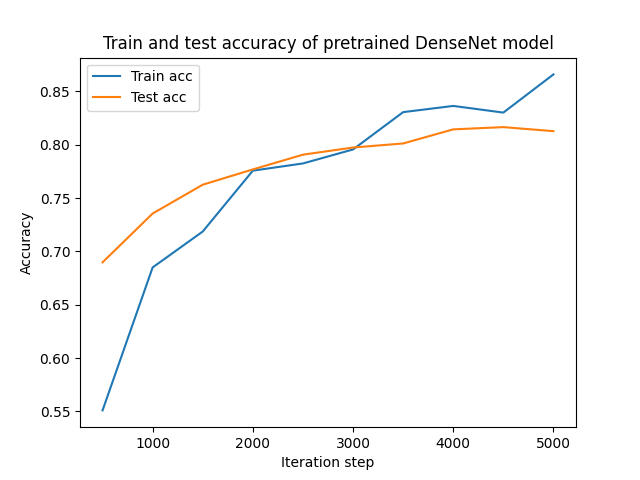 Train and test accuracy of pretrained DenseNet model
Train acc
Test acc
0.85
0.80
0.75
0.70
0.65
0.60
0.55
Accuracy
1000 2000 3000 4000 5000
Iteration step